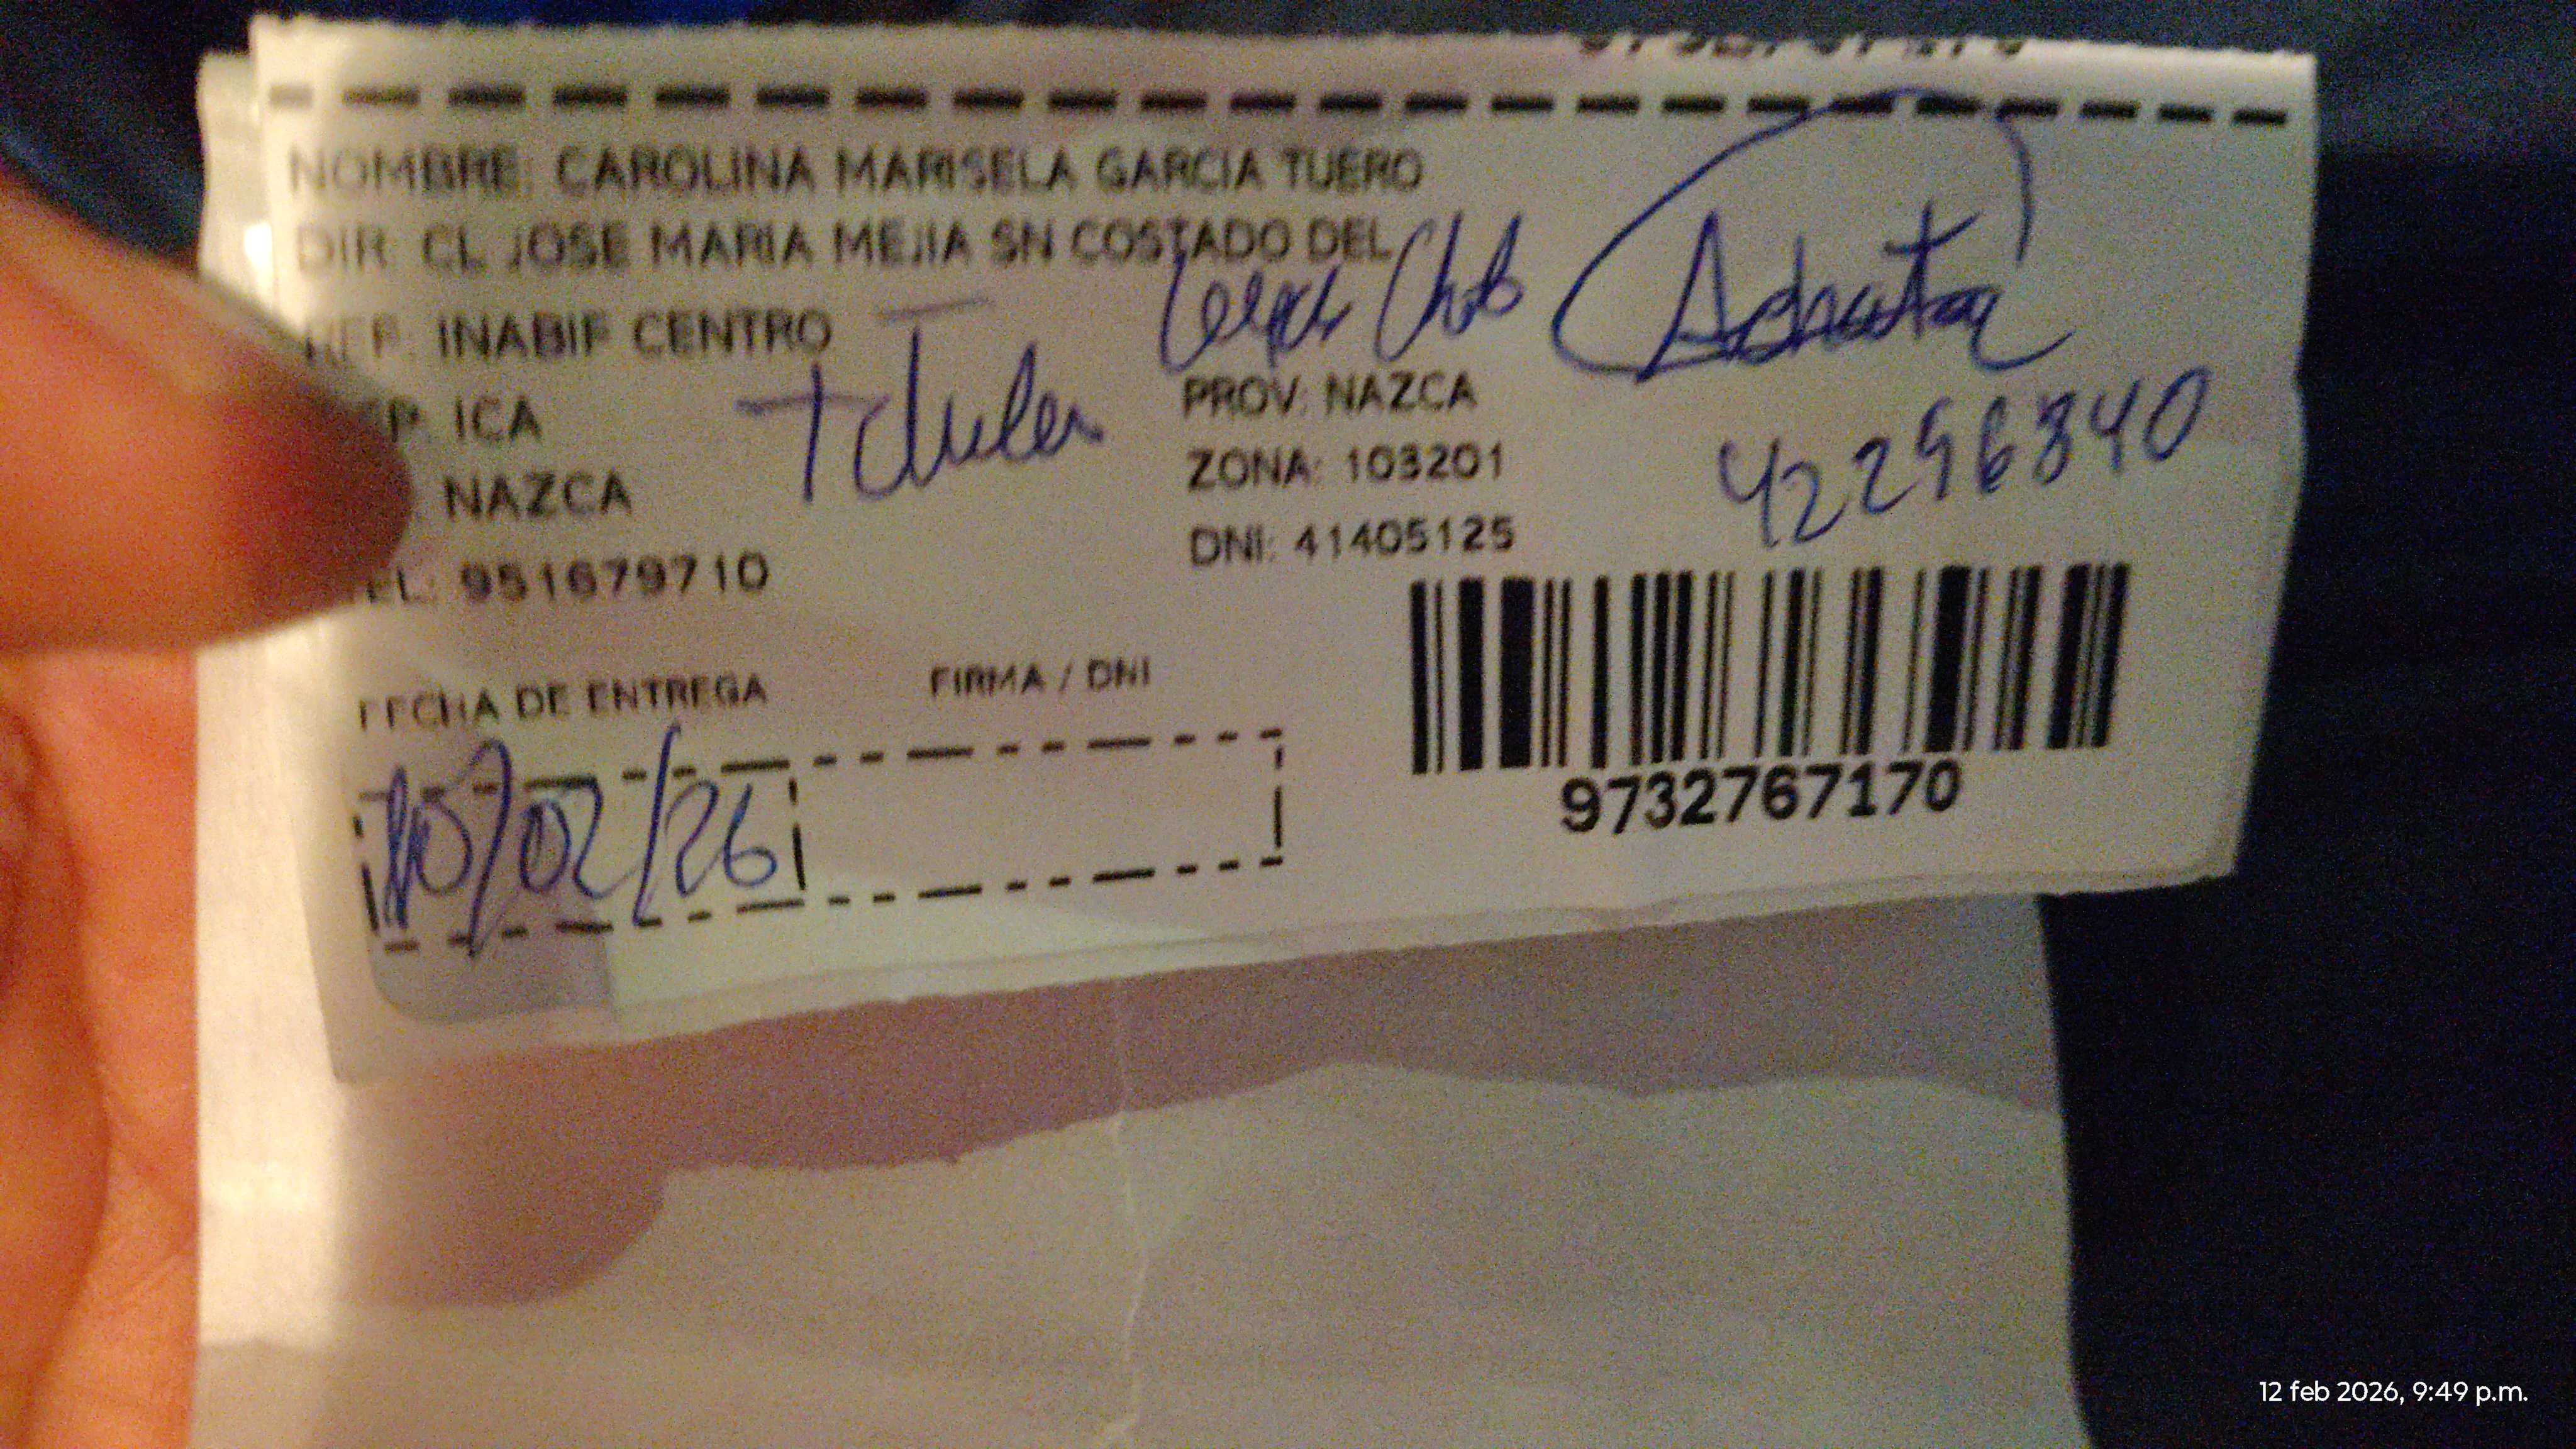 NOMBRE: CAROLINA MARISELA GARCIA TUERO
DIR: CL JOSE MARIA MEJIA SN COSTADO DEL
REF: INABIF CENTRO
ICA
PROV: NAZCA
NAZCA
ZONA: 103201
42296840
TEL: 951679710
DNI: 41405125
FECHA DE ENTREGA
FIRMA / DNI
10/02/26
9732767170
12 feb 2026, 9:49 p.m.